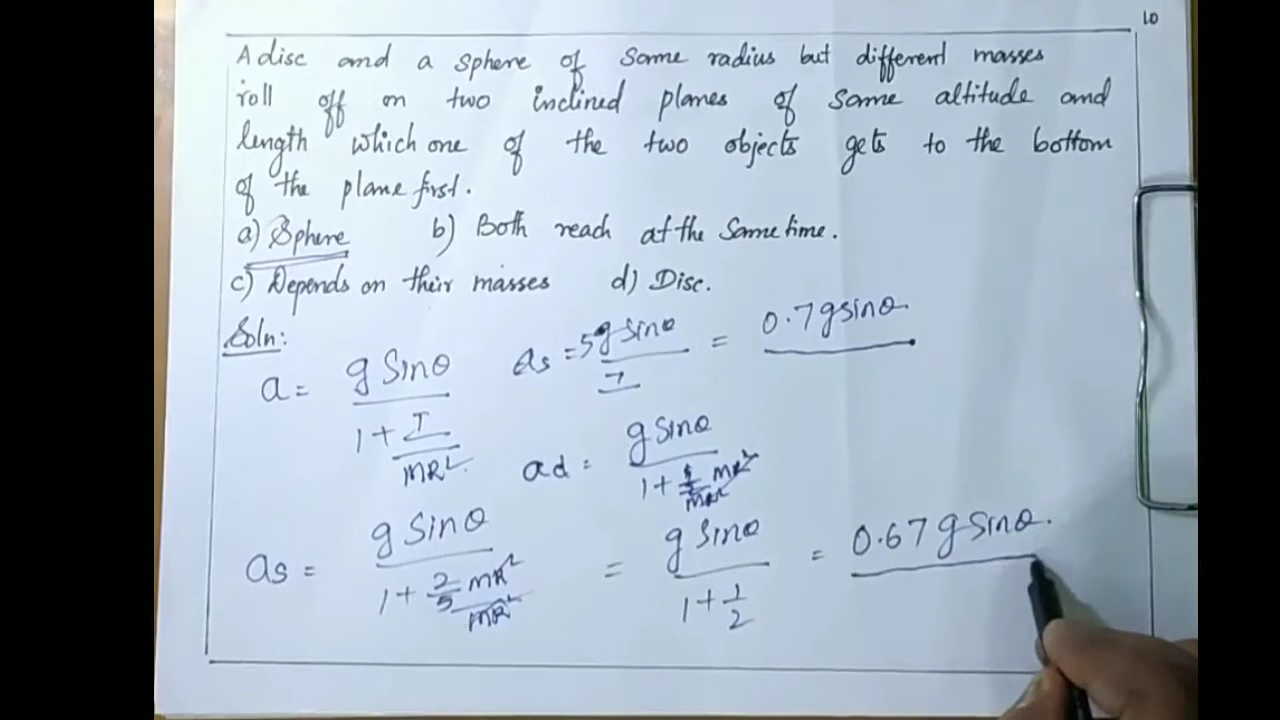 10
A disc and a sphere of same radius but different masses
roll off on two inclined planes of same altitude and
length which one of the two objects gets to the bottom
of the plane first.
a) Sphere b) Both reach at the same time.
c) Depends on their masses d) Disc.
Soln:
a = g Sinθ / 1 + I / MR²
as = 5g Sinθ / 7 = 0.7g sinθ.
ad = g Sinθ / 1 + 1/2 MR² / MR²
as = g Sinθ / 1 + 2/5 MR² / MR²
= g Sinθ / 1 + 1/2 = 0.67 g Sinθ.